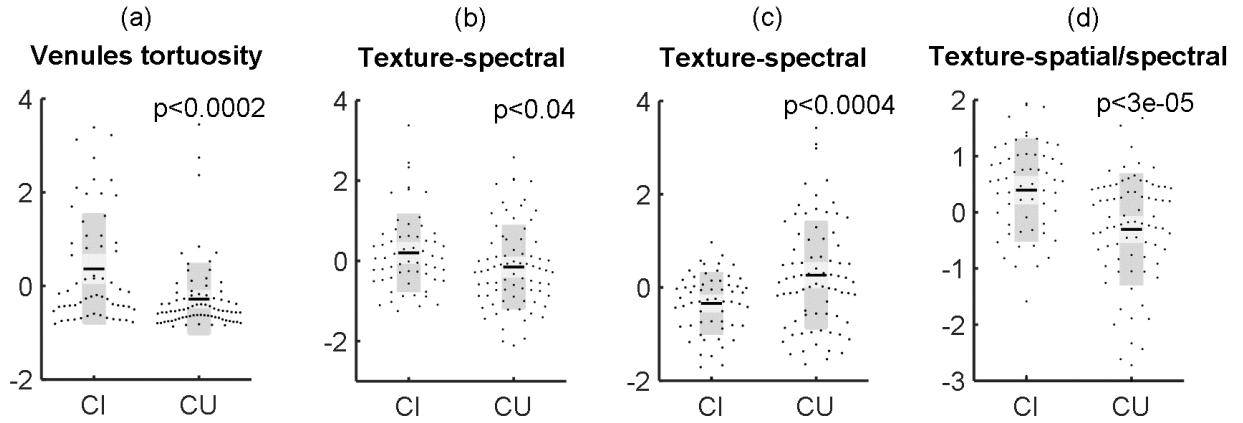 (a)
Venules tortuosity
p<0.0002
4
2
0
-2
CI CU
(b)
Texture-spectral
p<0.04
4
2
0
-2
CI CU
(c)
Texture-spectral
p<0.0004
4
2
0
-2
CI CU
(d)
Texture-spatial/spectral
p<3e-05
2
1
0
-1
-2
-3
CI CU